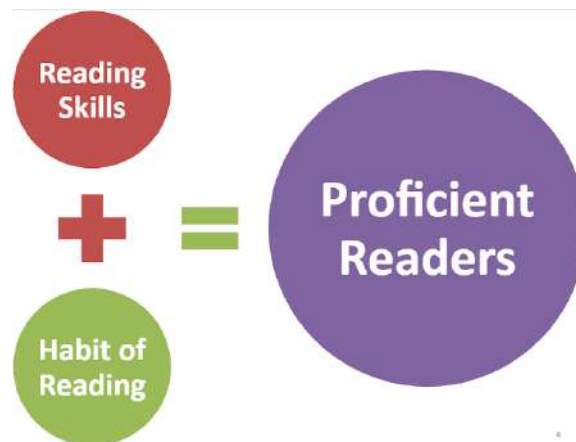 Reading
Skills
Habit of
Reading
Proficient
Readers